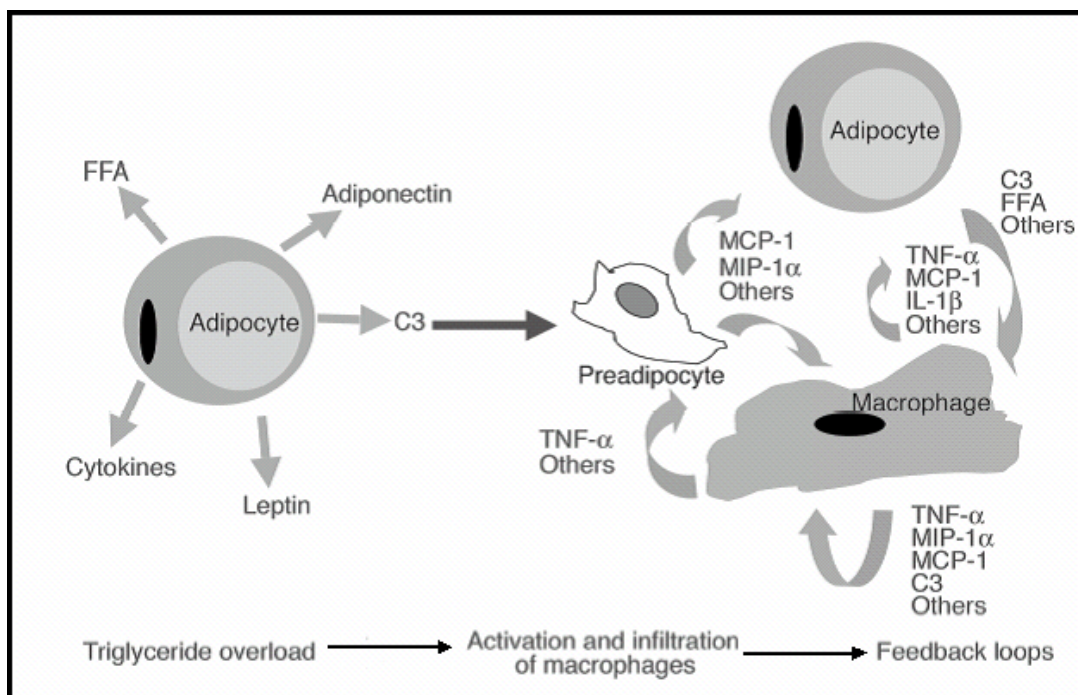 Adipocyte
FFA
Adiponectin
C3
FFA
Others
MCP-1
MIP-1α
Others
TNF-α
MCP-1
IL-1β
Others
Adipocyte
C3
Preadipocyte
Macrophage
TNF-α
Others
Cytokines
Leptin
TNF-α
MIP-1α
MCP-1
C3
Others
Triglyceride overload
Activation and infiltration
of macrophages
Feedback loops